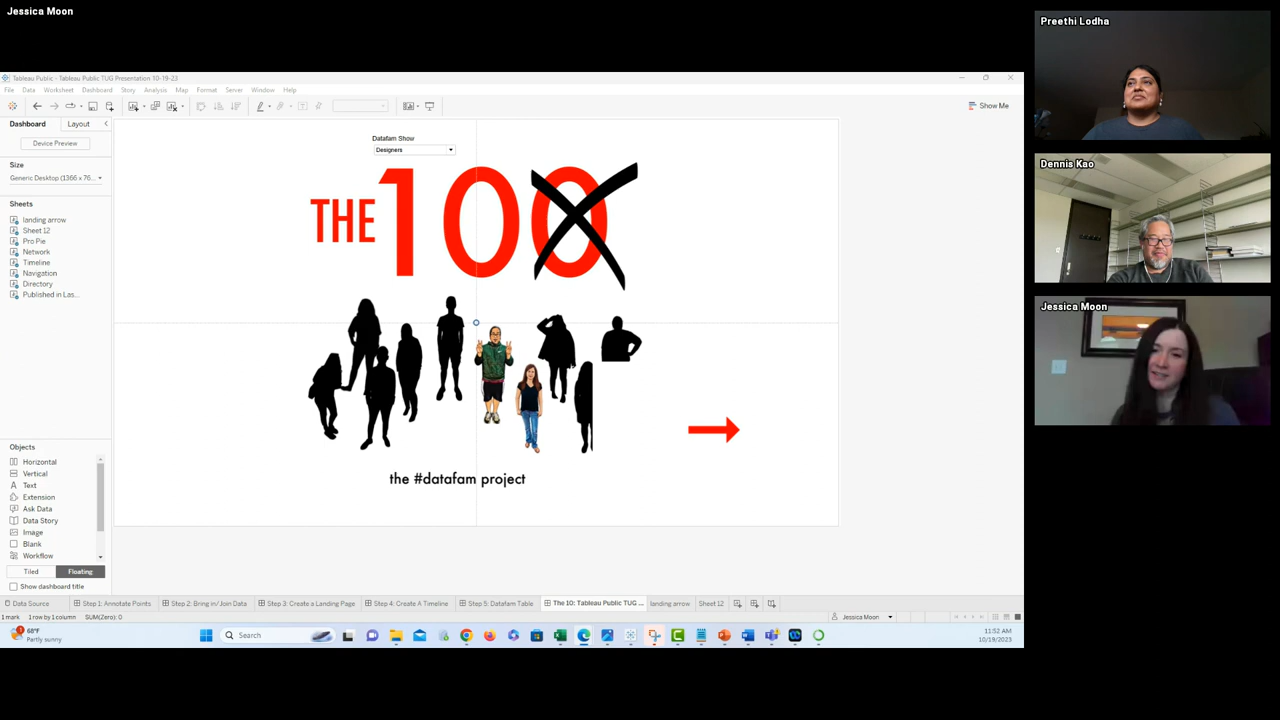 Jessica Moon
Preethi Lodha
Dennis Kao
Jessica Moon
Tableau Public - Tableau Public TUG Presentation 10-19-23
File Data Worksheet Dashboard Story Analysis Map Format Server Window Help
Show Me
Dashboard Layout
Device Preview
Size
Generic Desktop (1366 x 76...
Sheets
landing arrow
Sheet 12
Pro Pie
Network
Timeline
Navigation
Directory
Published in Las...
Objects
Horizontal
Vertical
Text
Extension
Ask Data
Data Story
Image
Blank
Workflow
Tiled Floating
Show dashboard title
Datafam Show
Designers
THE 100
the #datafam project
Data Source Step 1: Annotate Points Step 2: Bring in/Join Data Step 3: Create a Landing Page Step 4: Create A Timeline Step 5: Datafam Table The 10: Tableau Public TUG ... landing arrow Sheet 12
1 mark 1 row by 1 column SUM(Zero): 0 Jessica Moon
68°F
Partly sunny
Search
11:52 AM
10/19/2023